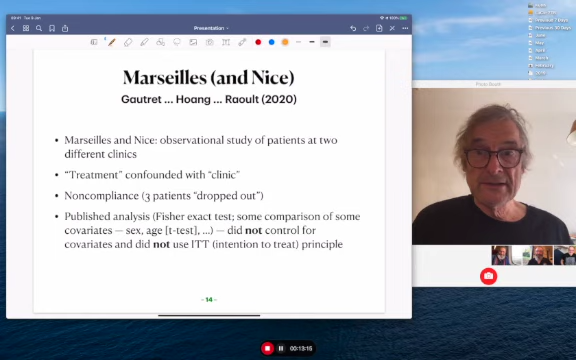 Presentation
Marseilles (and Nice)
Gautret ... Hoang ... Raoult (2020)
• Marseilles and Nice: observational study of patients at two
different clinics
• “Treatment” confounded with “clinic”
• Noncompliance (3 patients “dropped out”)
• Published analysis (Fisher exact test; some comparison of some
covariates — sex, age [t-test], ...) — did not control for
covariates and did not use ITT (intention to treat) principle
- 14 -
Photo Booth
00:13:15